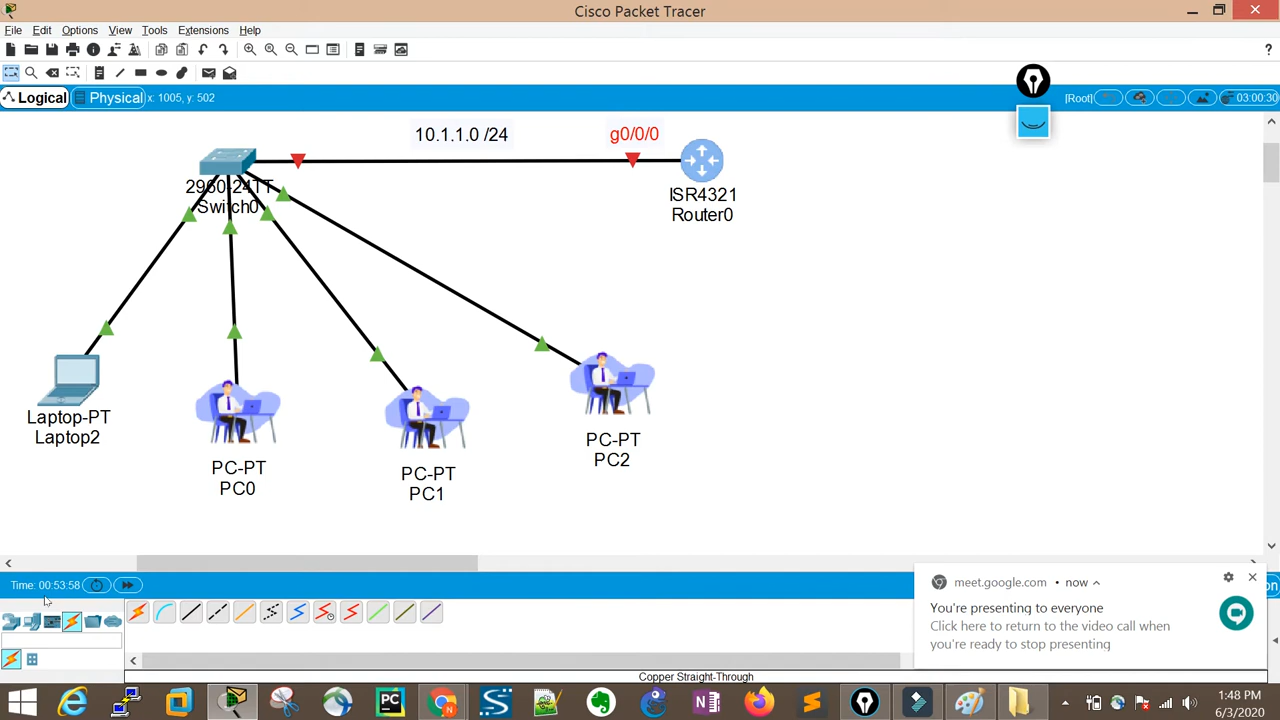 Cisco Packet Tracer
File Edit Options View Tools Extensions Help
?
Logical Physical x: 1005, y: 502 [Root] 03:00:30
10.1.1.0 /24
g0/0/0
2960-24TT
Switch0
ISR4321
Router0
Laptop-PT
Laptop2
PC-PT
PC0
PC-PT
PC1
PC-PT
PC2
Time: 00:53:58
meet.google.com • now
You're presenting to everyone
Click here to return to the video call when
you're ready to stop presenting
Copper Straight-Through
1:48 PM
6/3/2020